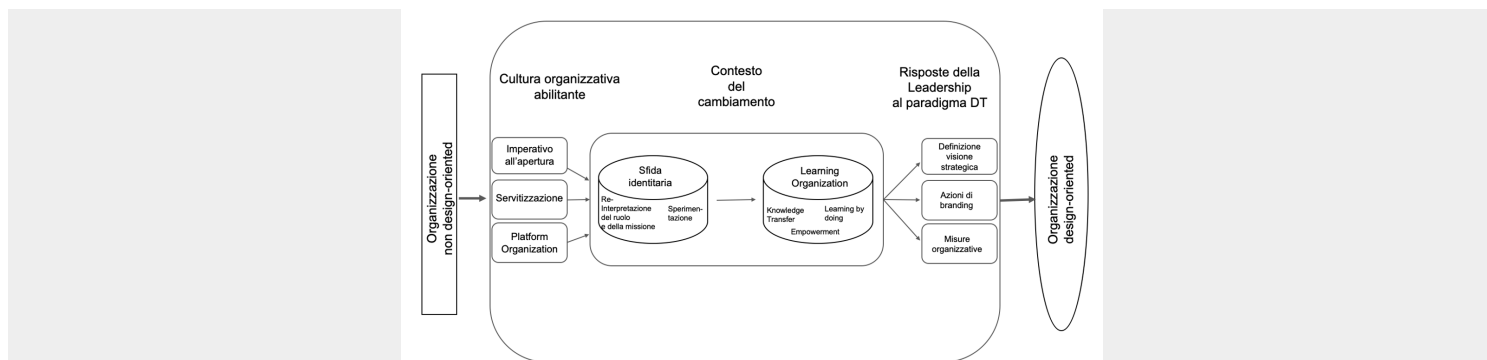 Organizzazione
non design-oriented
Cultura organizzativa
abilitante
Imperativo
all'apertura
Servitizzazione
Platform
Organization
Contesto
del
cambiamento
Sfida
identitaria
Re-
Interpretazione
del ruolo
e della missione
Sperimen-
tazione
Learning
Organization
Knowledge
Transfer
Learning by
doing
Empowerment
Risposte della
Leadership
al paradigma DT
Definizione
visione
strategica
Azioni di
branding
Misure
organizzative
Organizzazione
design-oriented